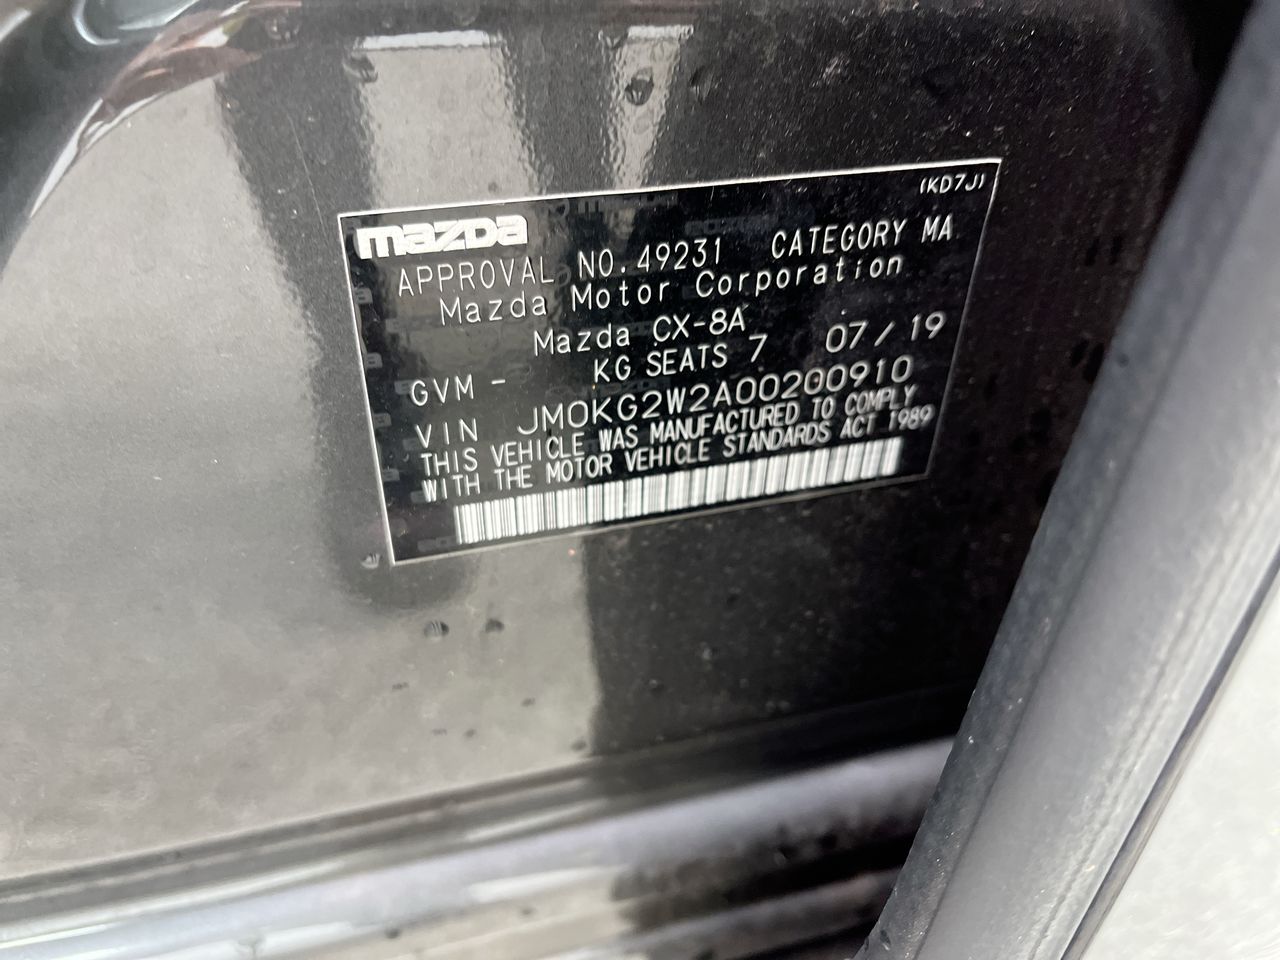 (KD7J)
mazda
APPROVAL NO.49231 CATEGORY MA
Mazda Motor Corporation
Mazda CX-8A
GVM - KG SEATS 7 07/19
VIN JM0KG2W2A00200910
THIS VEHICLE WAS MANUFACTURED TO COMPLY
WITH THE MOTOR VEHICLE STANDARDS ACT 1989